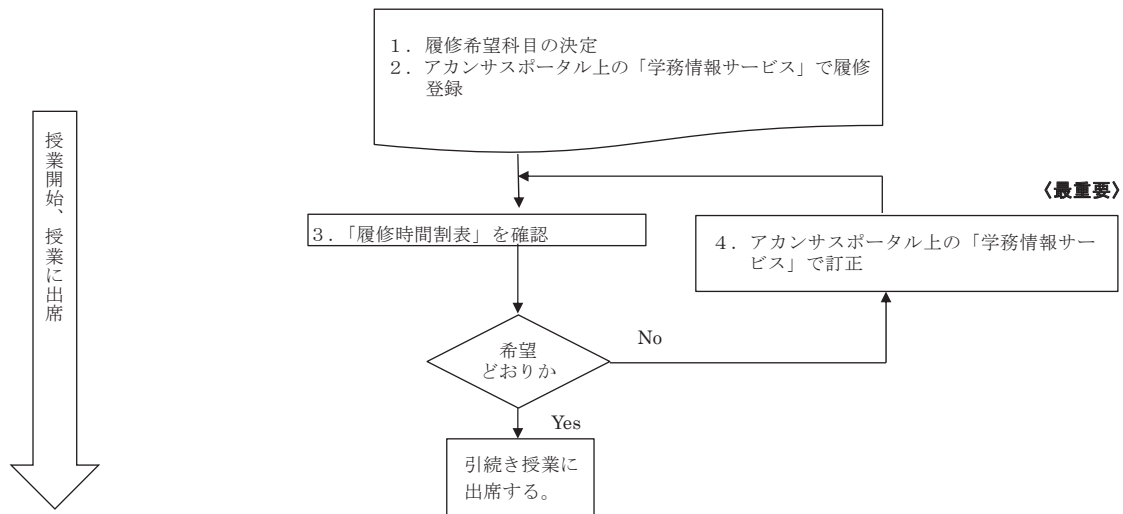 １．履修希望科目の決定
２．アカンサスポータル上の「学務情報サービス」で履修
登録
授業開始、授業に出席
〈最重要〉
３．「履修時間割表」を確認
４．アカンサスポータル上の「学務情報サー
ビス」で訂正
希望
どおりか
No
Yes
引続き授業に
出席する。